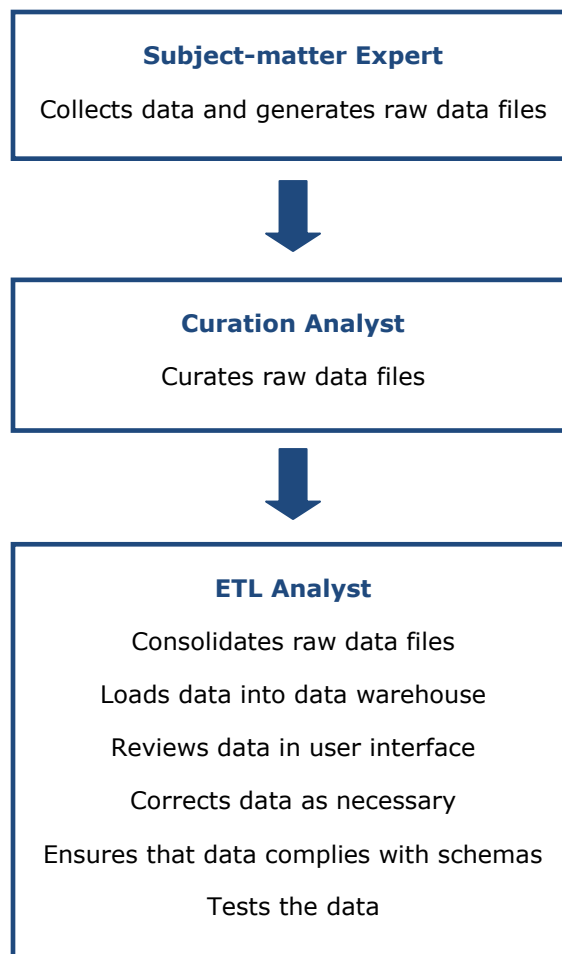 Subject-matter Expert
Collects data and generates raw data files
Curation Analyst
Curates raw data files
ETL Analyst
Consolidates raw data files
Loads data into data warehouse
Reviews data in user interface
Corrects data as necessary
Ensures that data complies with schemas
Tests the data